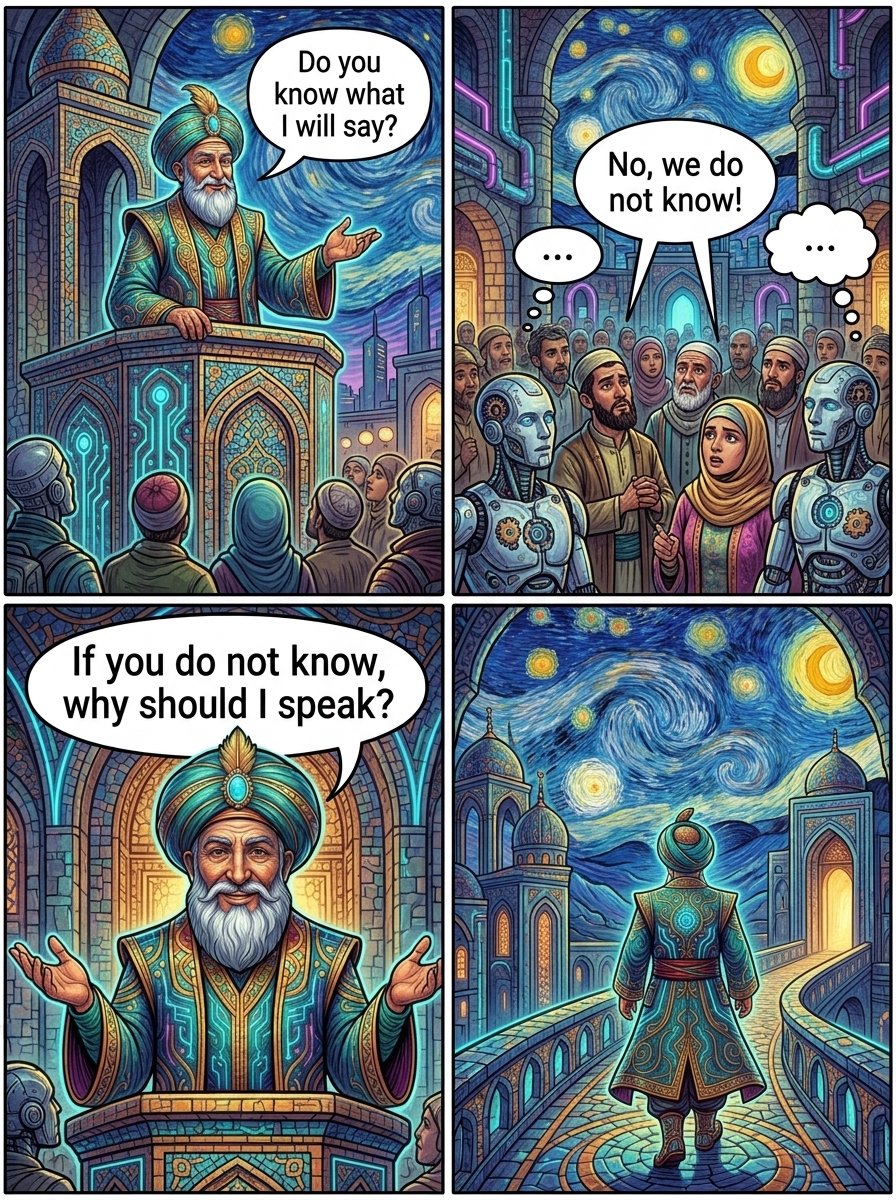 Do you
know what
I will say?
No, we do
not know!
...
...
If you do not know,
why should I speak?